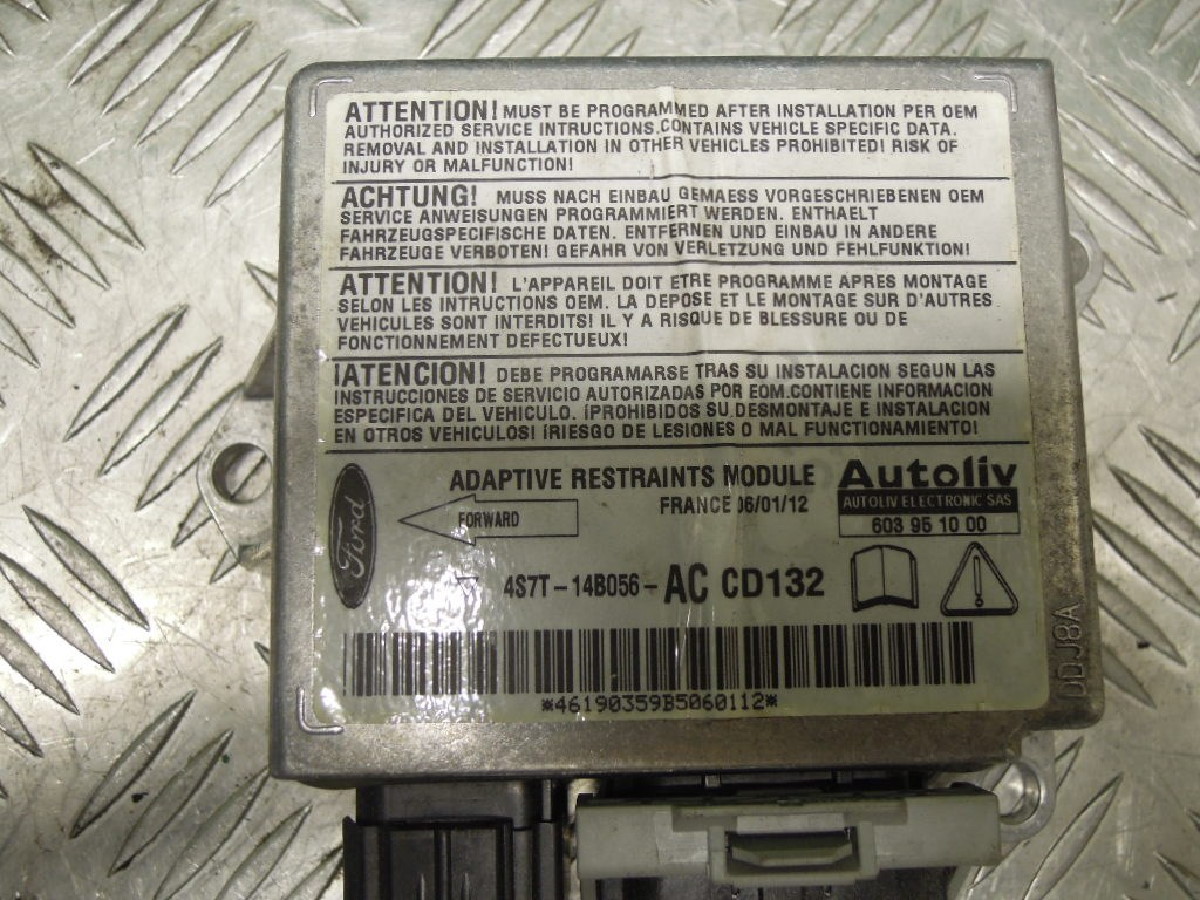 ATTENTION! MUST BE PROGRAMMED AFTER INSTALLATION PER OEM
AUTHORIZED SERVICE INTRUCTIONS.CONTAINS VEHICLE SPECIFIC DATA.
REMOVAL AND INSTALLATION IN OTHER VEHICLES PROHIBITED! RISK OF
INJURY OR MALFUNCTION!
ACHTUNG! MUSS NACH EINBAU GEMAESS VORGESCHRIEBENEN OEM
SERVICE ANWEISUNGEN PROGRAMMIERT WERDEN. ENTHAELT
FAHRZEUGSPECIFISCHE DATEN. ENTFERNEN UND EINBAU IN ANDERE
FAHRZEUGE VERBOTEN! GEFAHR VON VERLETZUNG UND FEHLFUNKTION!
ATTENTION! L'APPAREIL DOIT ETRE PROGRAMME APRES MONTAGE
SELON LES INTRUCTIONS OEM. LA DEPOSE ET LE MONTAGE SUR D'AUTRES
VEHICULES SONT INTERDITS! IL Y A RISQUE DE BLESSURE OU DE
FONCTIONNEMENT DEFECTUEUX!
¡ATENCION! DEBE PROGRAMARSE TRAS SU INSTALACION SEGUN LAS
INSTRUCCIONES DE SERVICIO AUTORIZADAS POR EOM.CONTIENE INFORMACION
ESPECIFICA DEL VEHICULO. ¡PROHIBIDOS SU DESMONTAJE E INSTALACION
EN OTROS VEHICULOS! ¡RIESGO DE LESIONES O MAL FUNCIONAMIENTO!
ADAPTIVE RESTRAINTS MODULE
FRANCE 06/01/12
Autoliv
AUTOLIV ELECTRONIC SAS
603 95 10 00
Ford
FORWARD
4S7T-14B056-AC CD132
*46190359B5060112*
DDJ8A